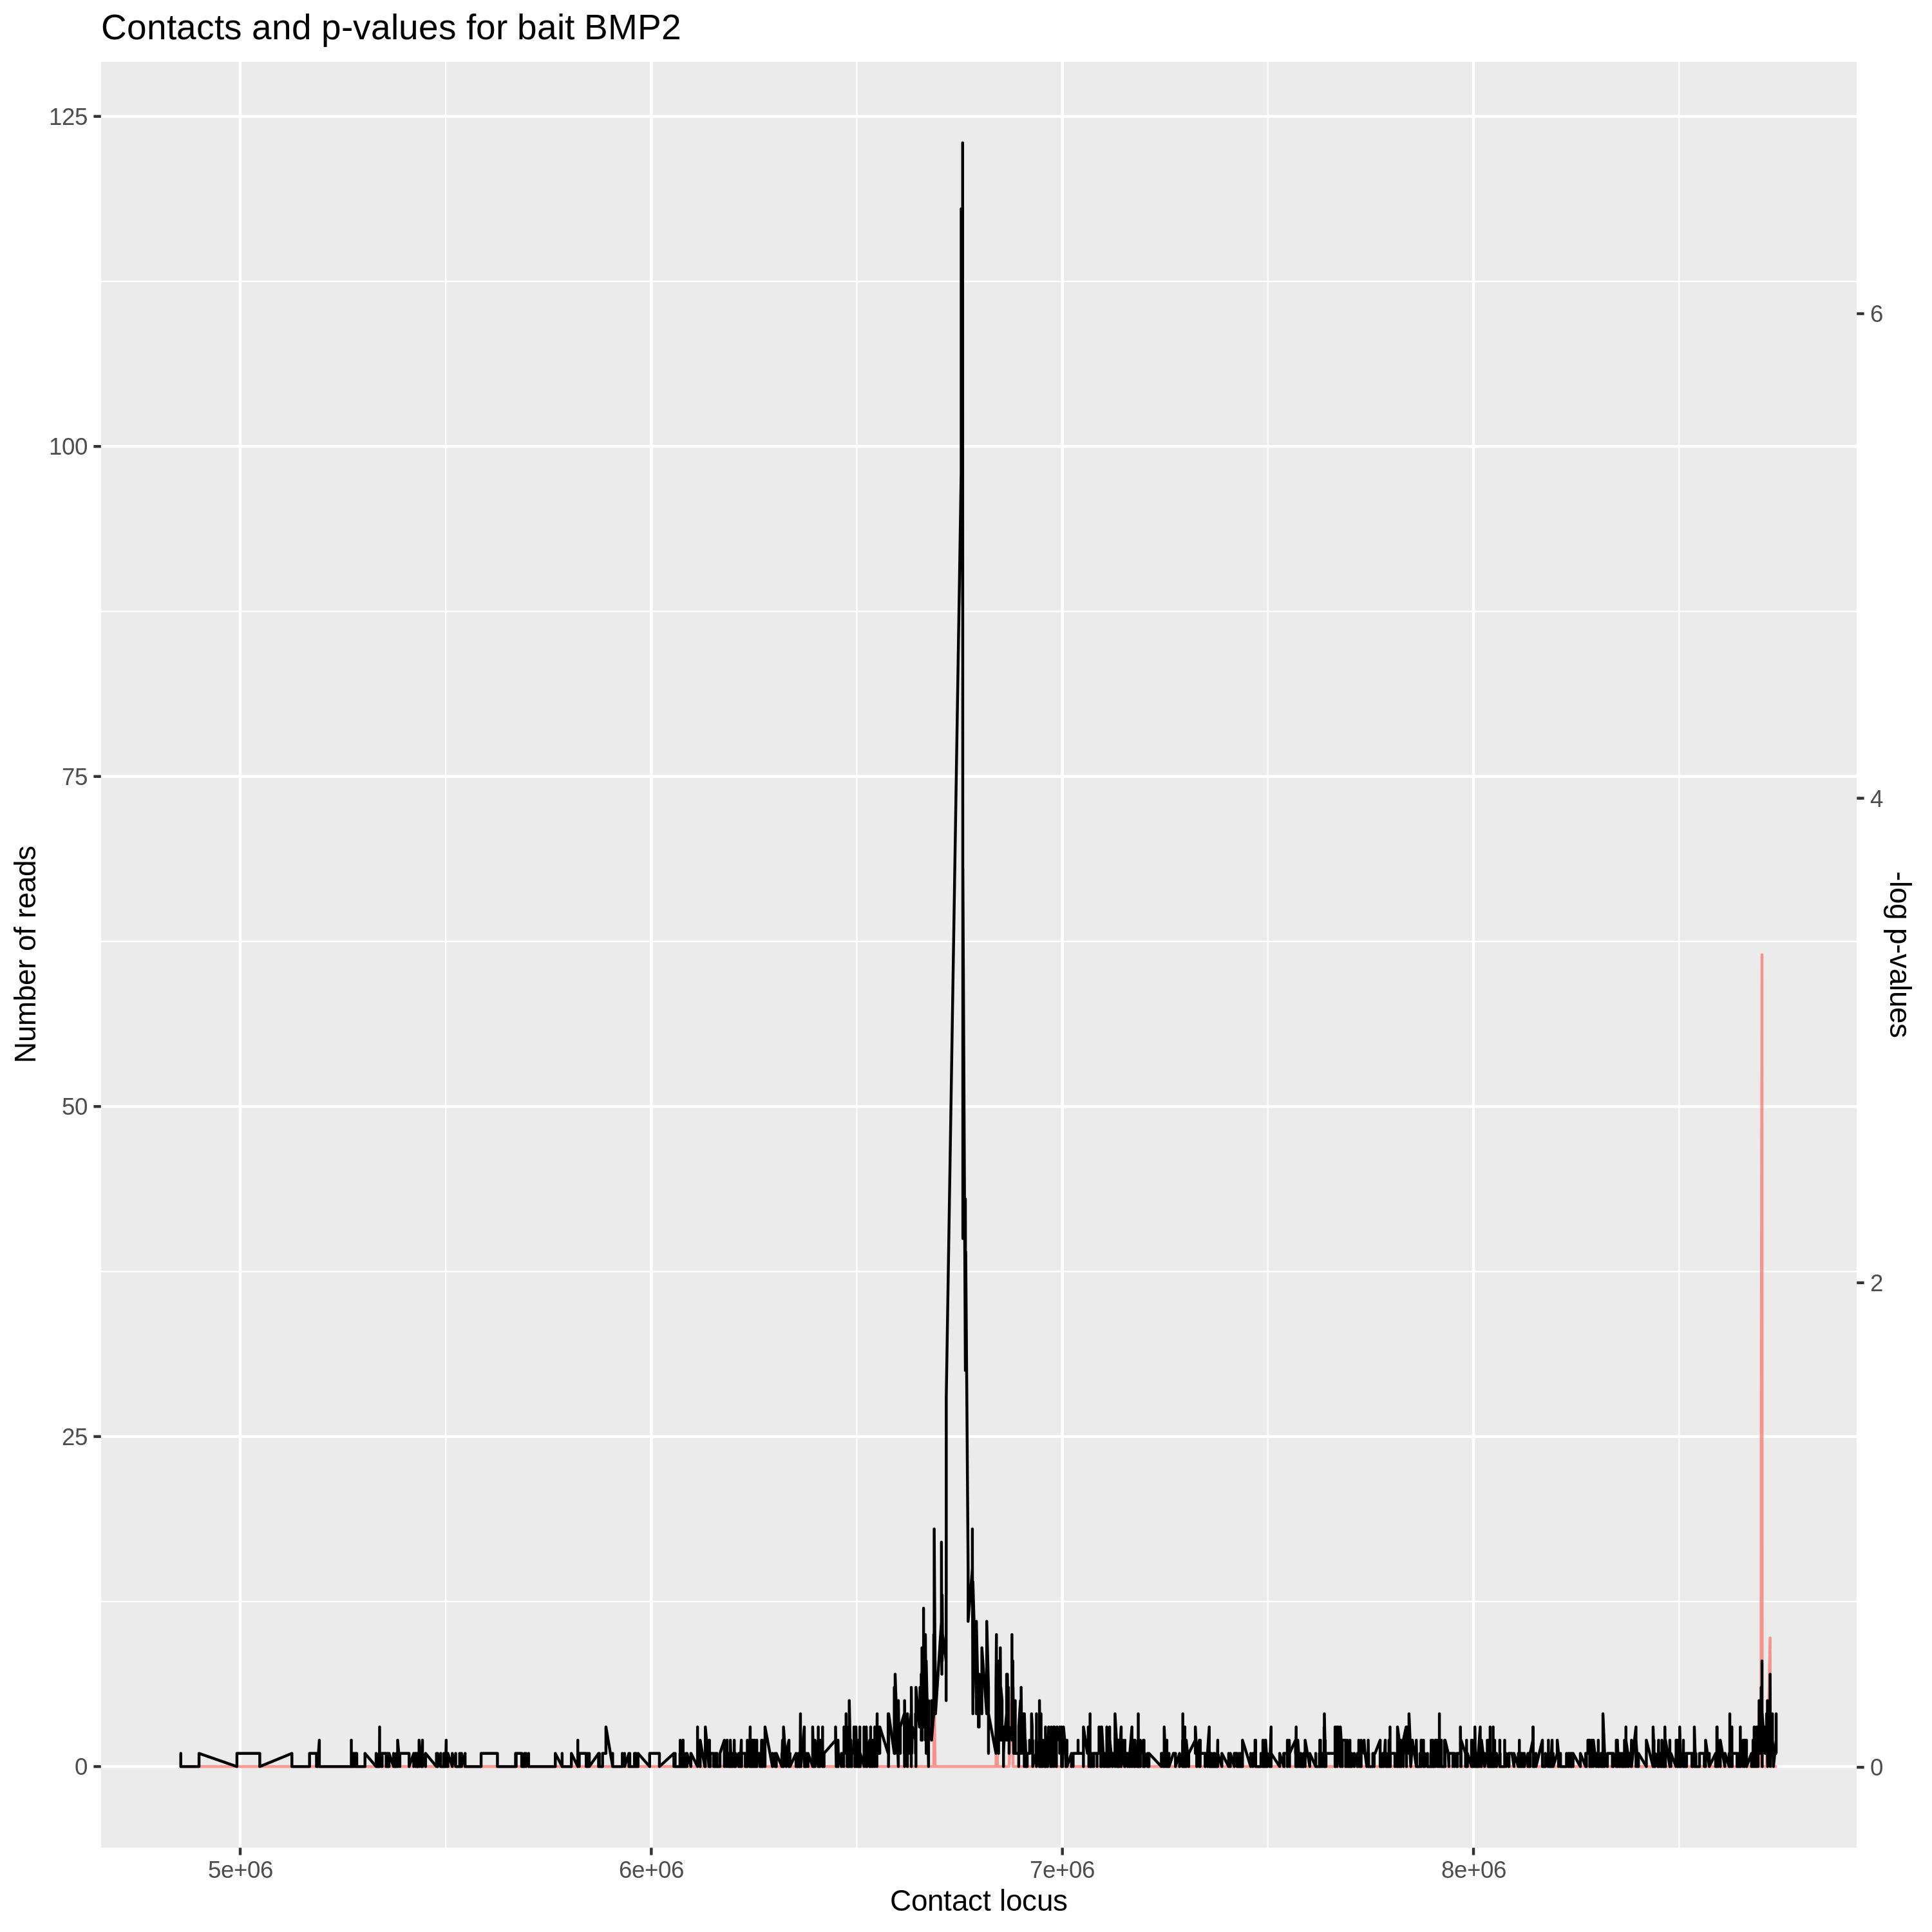 Contacts and p-values for bait BMP2
125
100
75
50
25
0
6
4
2
0
Number of reads
-log p-values
5e+06
6e+06
7e+06
8e+06
Contact locus